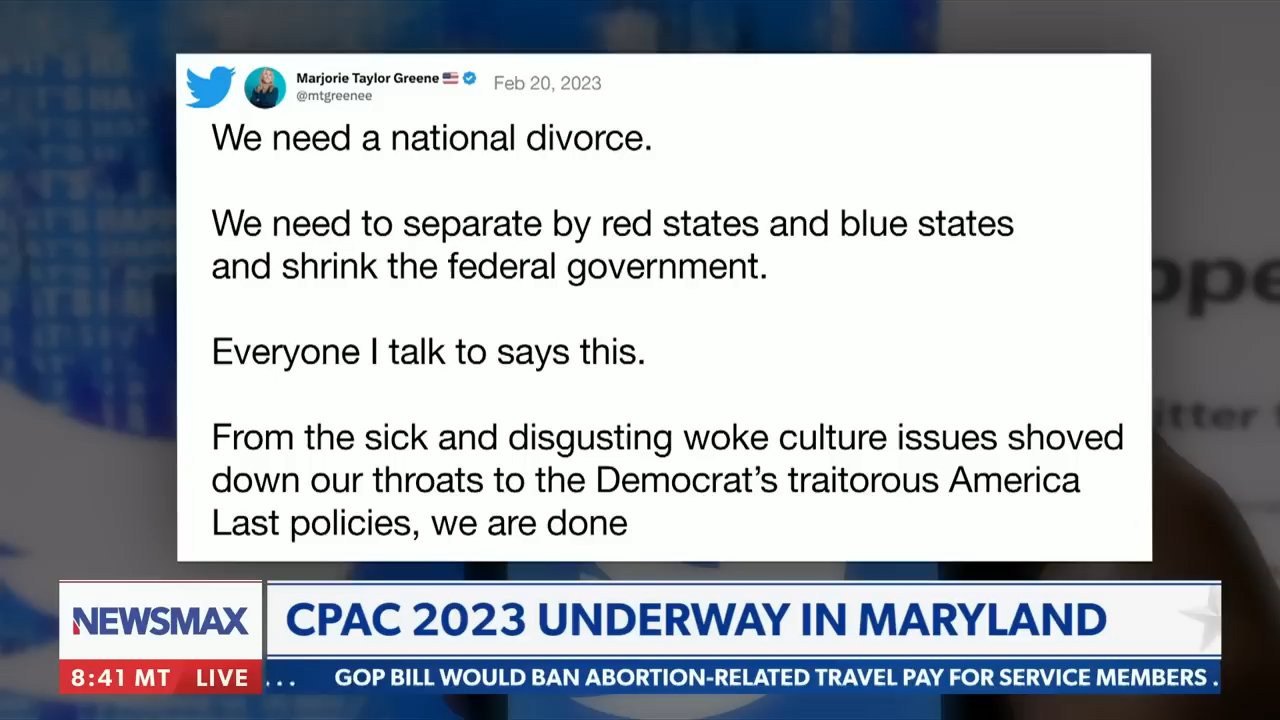 Marjorie Taylor Greene
@mtgreenee
Feb 20, 2023
We need a national divorce.
We need to separate by red states and blue states
and shrink the federal government.
Everyone I talk to says this.
From the sick and disgusting woke culture issues shoved
down our throats to the Democrat's traitorous America
Last policies, we are done
NEWSMAX
CPAC 2023 UNDERWAY IN MARYLAND
8:41 MT LIVE
... GOP BILL WOULD BAN ABORTION-RELATED TRAVEL PAY FOR SERVICE MEMBERS .